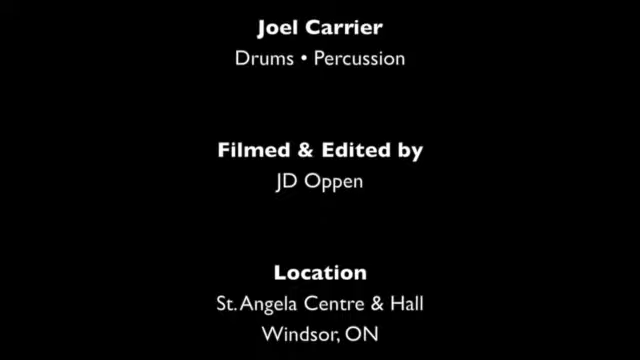 Joel Carrier
Drums • Percussion
Filmed & Edited by
JD Oppen
Location
St. Angela Centre & Hall
Windsor, ON